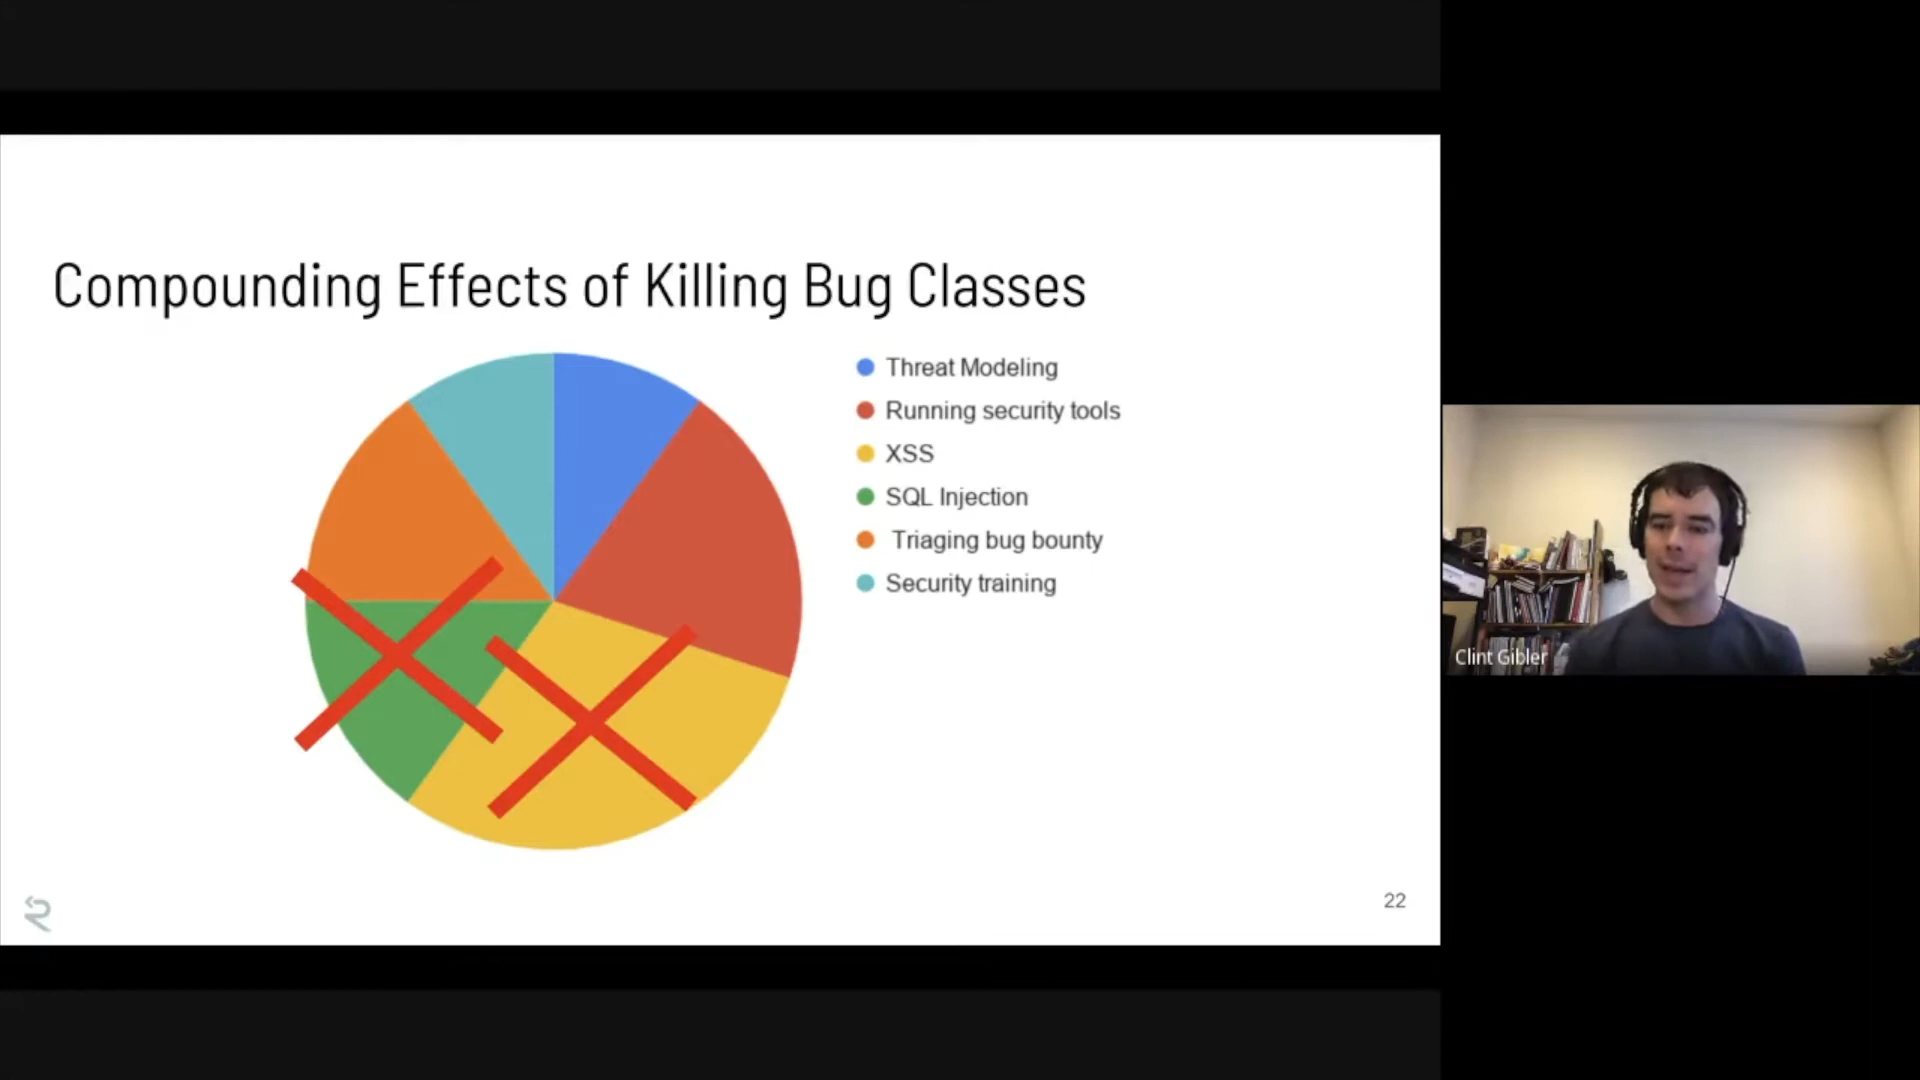 Compounding Effects of Killing Bug Classes
Threat Modeling
Running security tools
XSS
SQL Injection
Triaging bug bounty
Security training
22
Clint Gibler